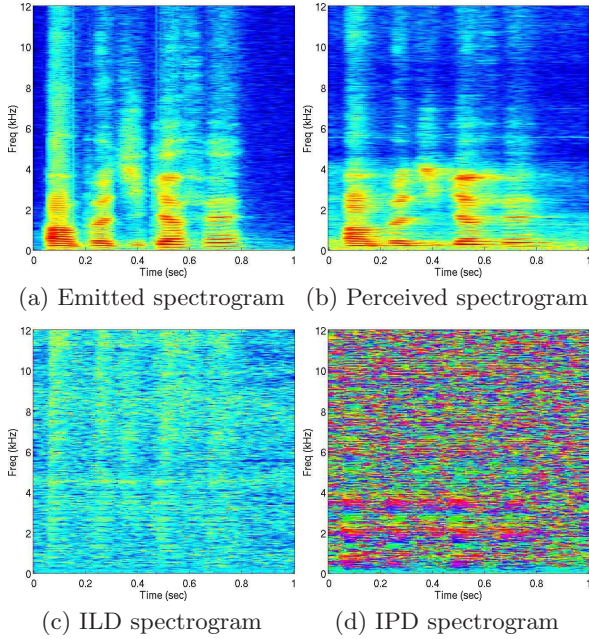 12
10
8
6
4
2
0
Freq (kHz)
0 0.2 0.4 0.6 0.8 1
Time (sec)
(a) Emitted spectrogram
12
10
8
6
4
2
0
Freq (kHz)
0 0.2 0.4 0.6 0.8 1
Time (sec)
(b) Perceived spectrogram
12
10
8
6
4
2
0
Freq (kHz)
0 0.2 0.4 0.6 0.8 1
Time (sec)
(c) ILD spectrogram
12
10
8
6
4
2
0
Freq (kHz)
0 0.2 0.4 0.6 0.8 1
Time (sec)
(d) IPD spectrogram